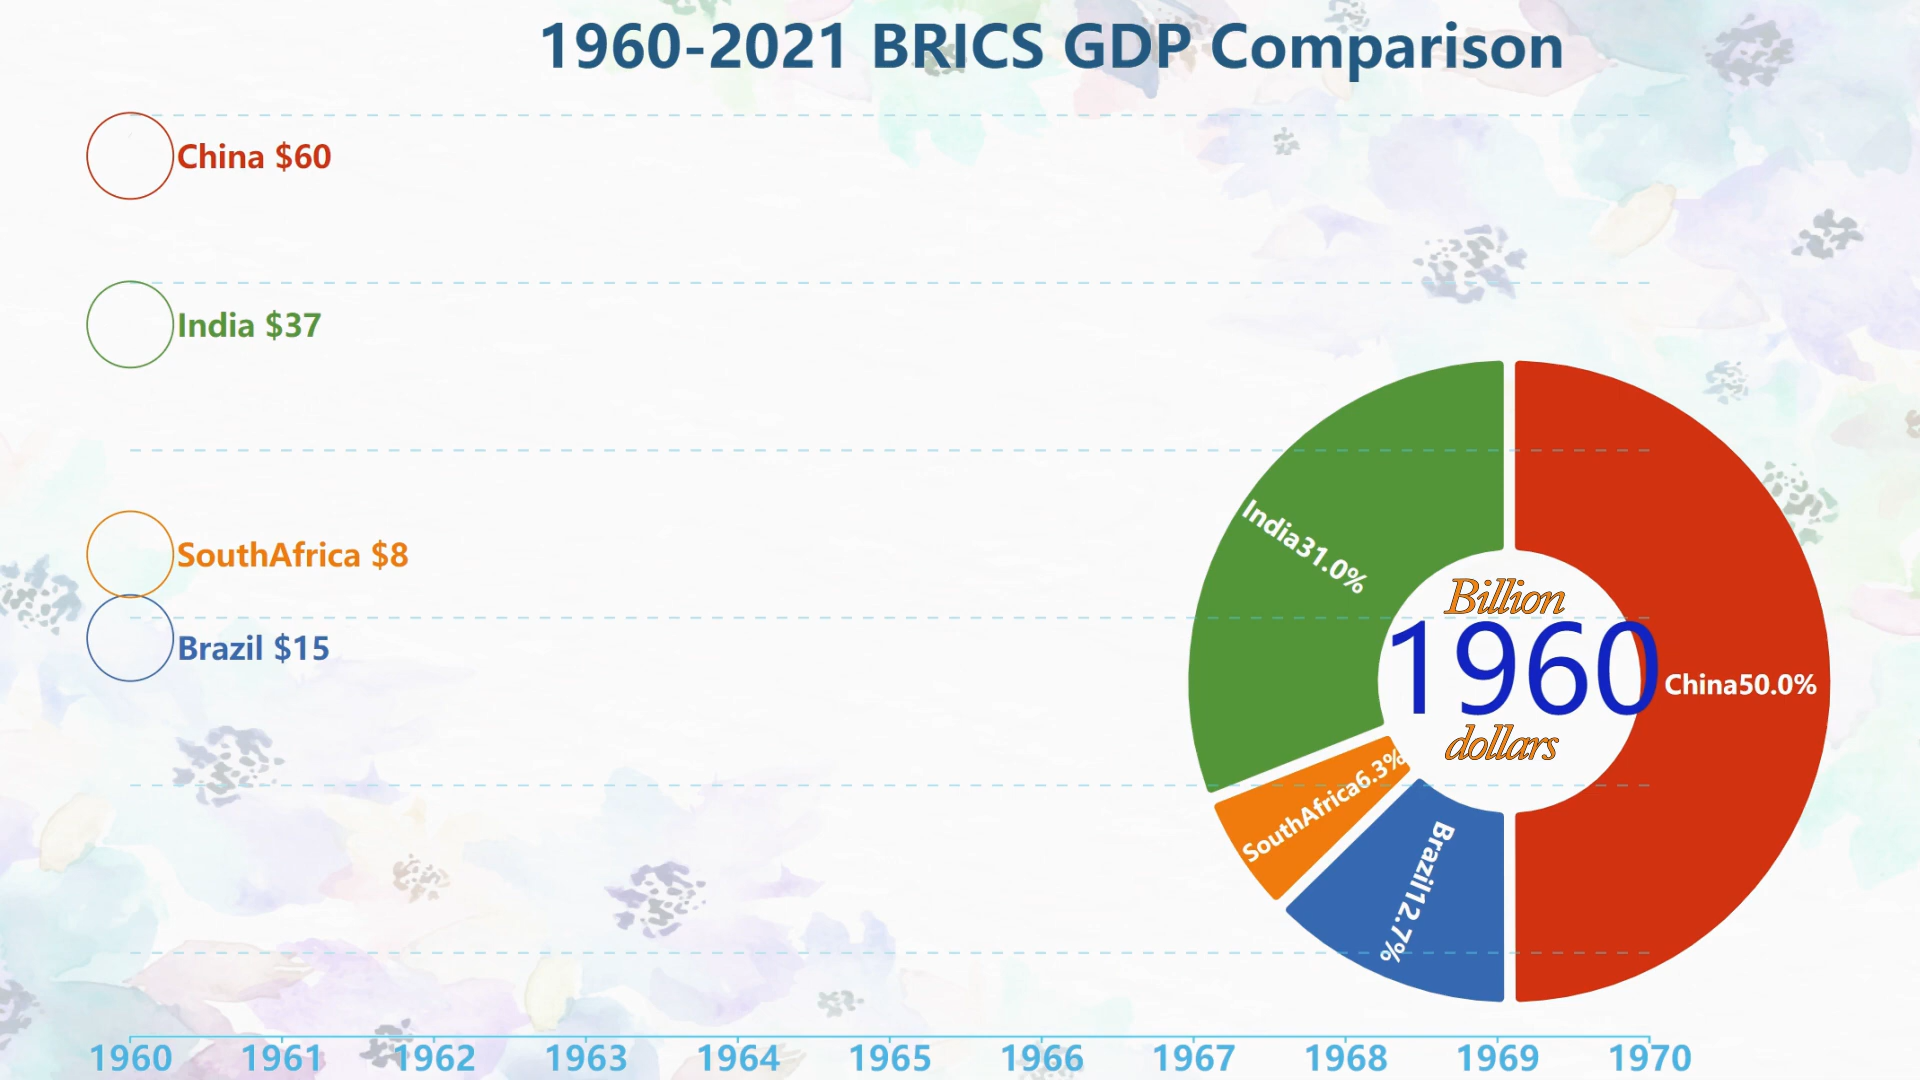 1960-2021 BRICS GDP Comparison
China $60
India $37
SouthAfrica $8
Brazil $15
India31.0%
Billion
1960
dollars
China50.0%
SouthAfrica6.3%
Brazil12.7%
1960 1961 1962 1963 1964 1965 1966 1967 1968 1969 1970